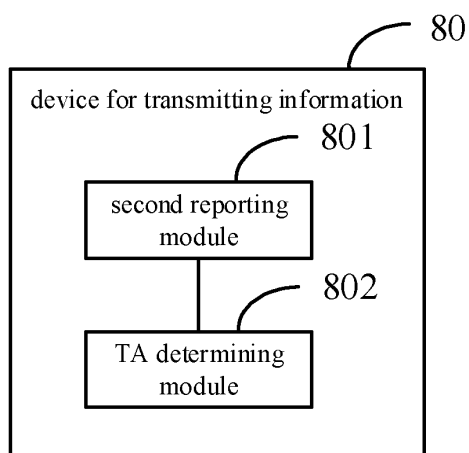 80
device for transmitting information
801
second reporting
module
802
TA determining
module